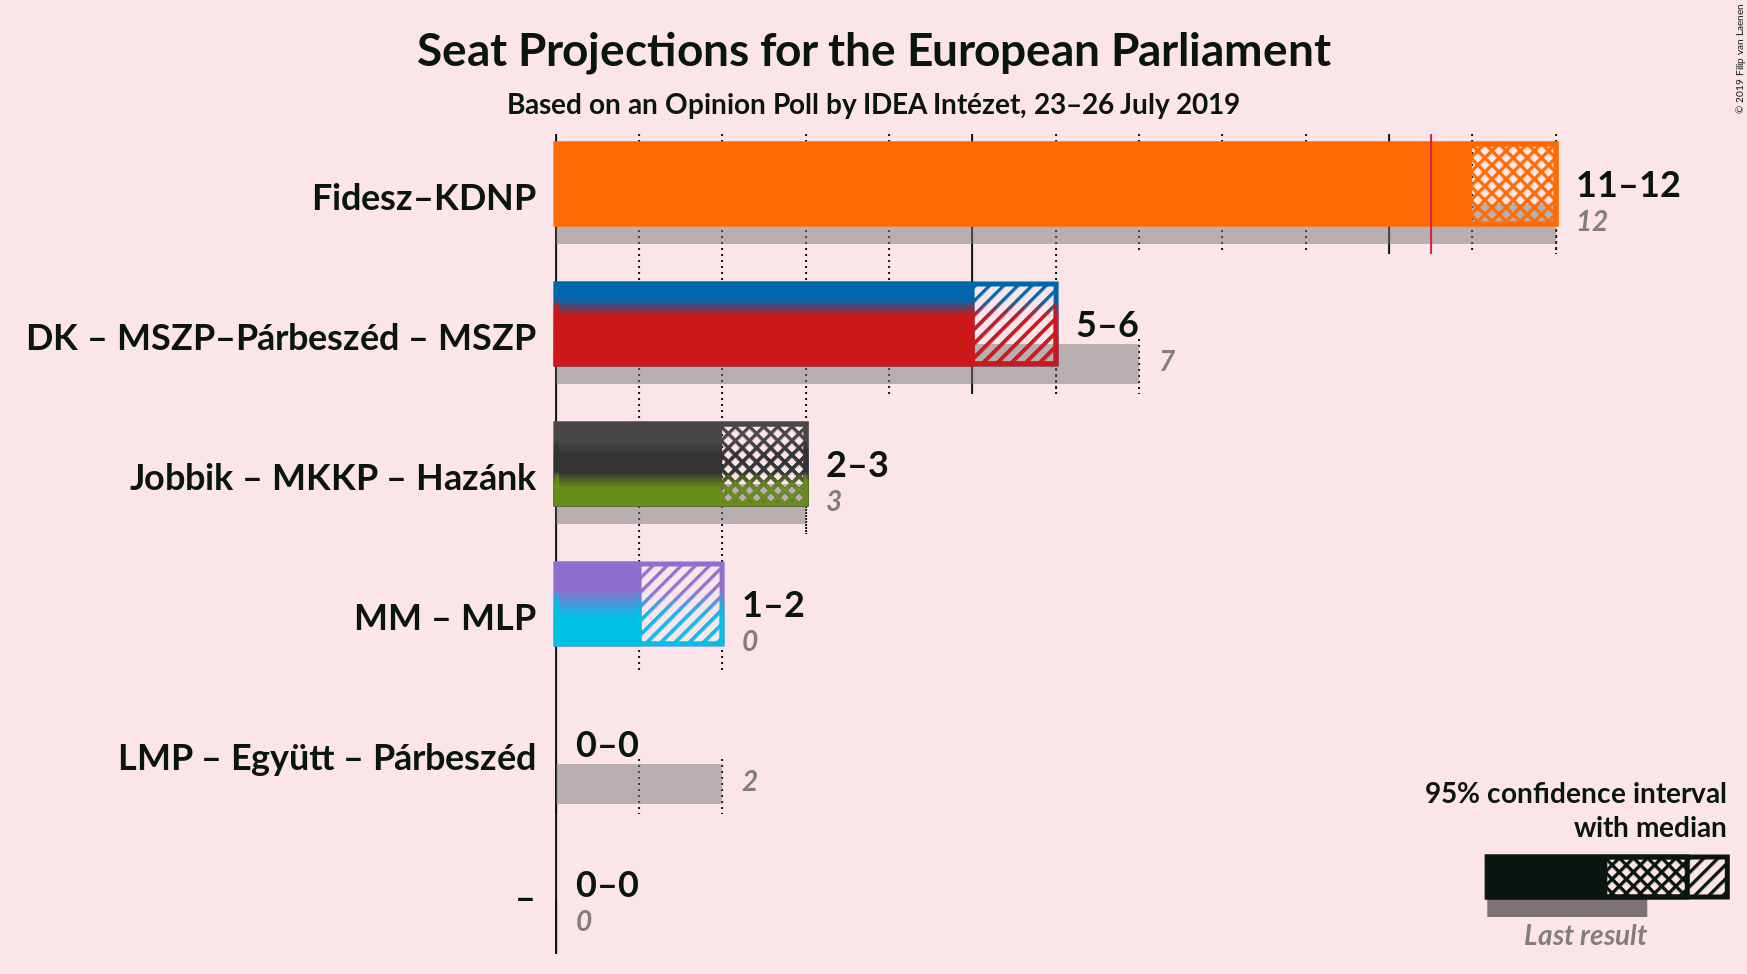 Seat Projections for the European Parliament
Based on an Opinion Poll by IDEA Intézet, 23–26 July 2019
© 2019 Filip van Laenen
Fidesz–KDNP
11–12
12
DK – MSZP–Párbeszéd – MSZP
5–6
7
Jobbik – MKKP – Hazánk
2–3
3
MM – MLP
1–2
0
LMP – Együtt – Párbeszéd
0–0
2
–
0–0
0
95% confidence interval
with median
Last result